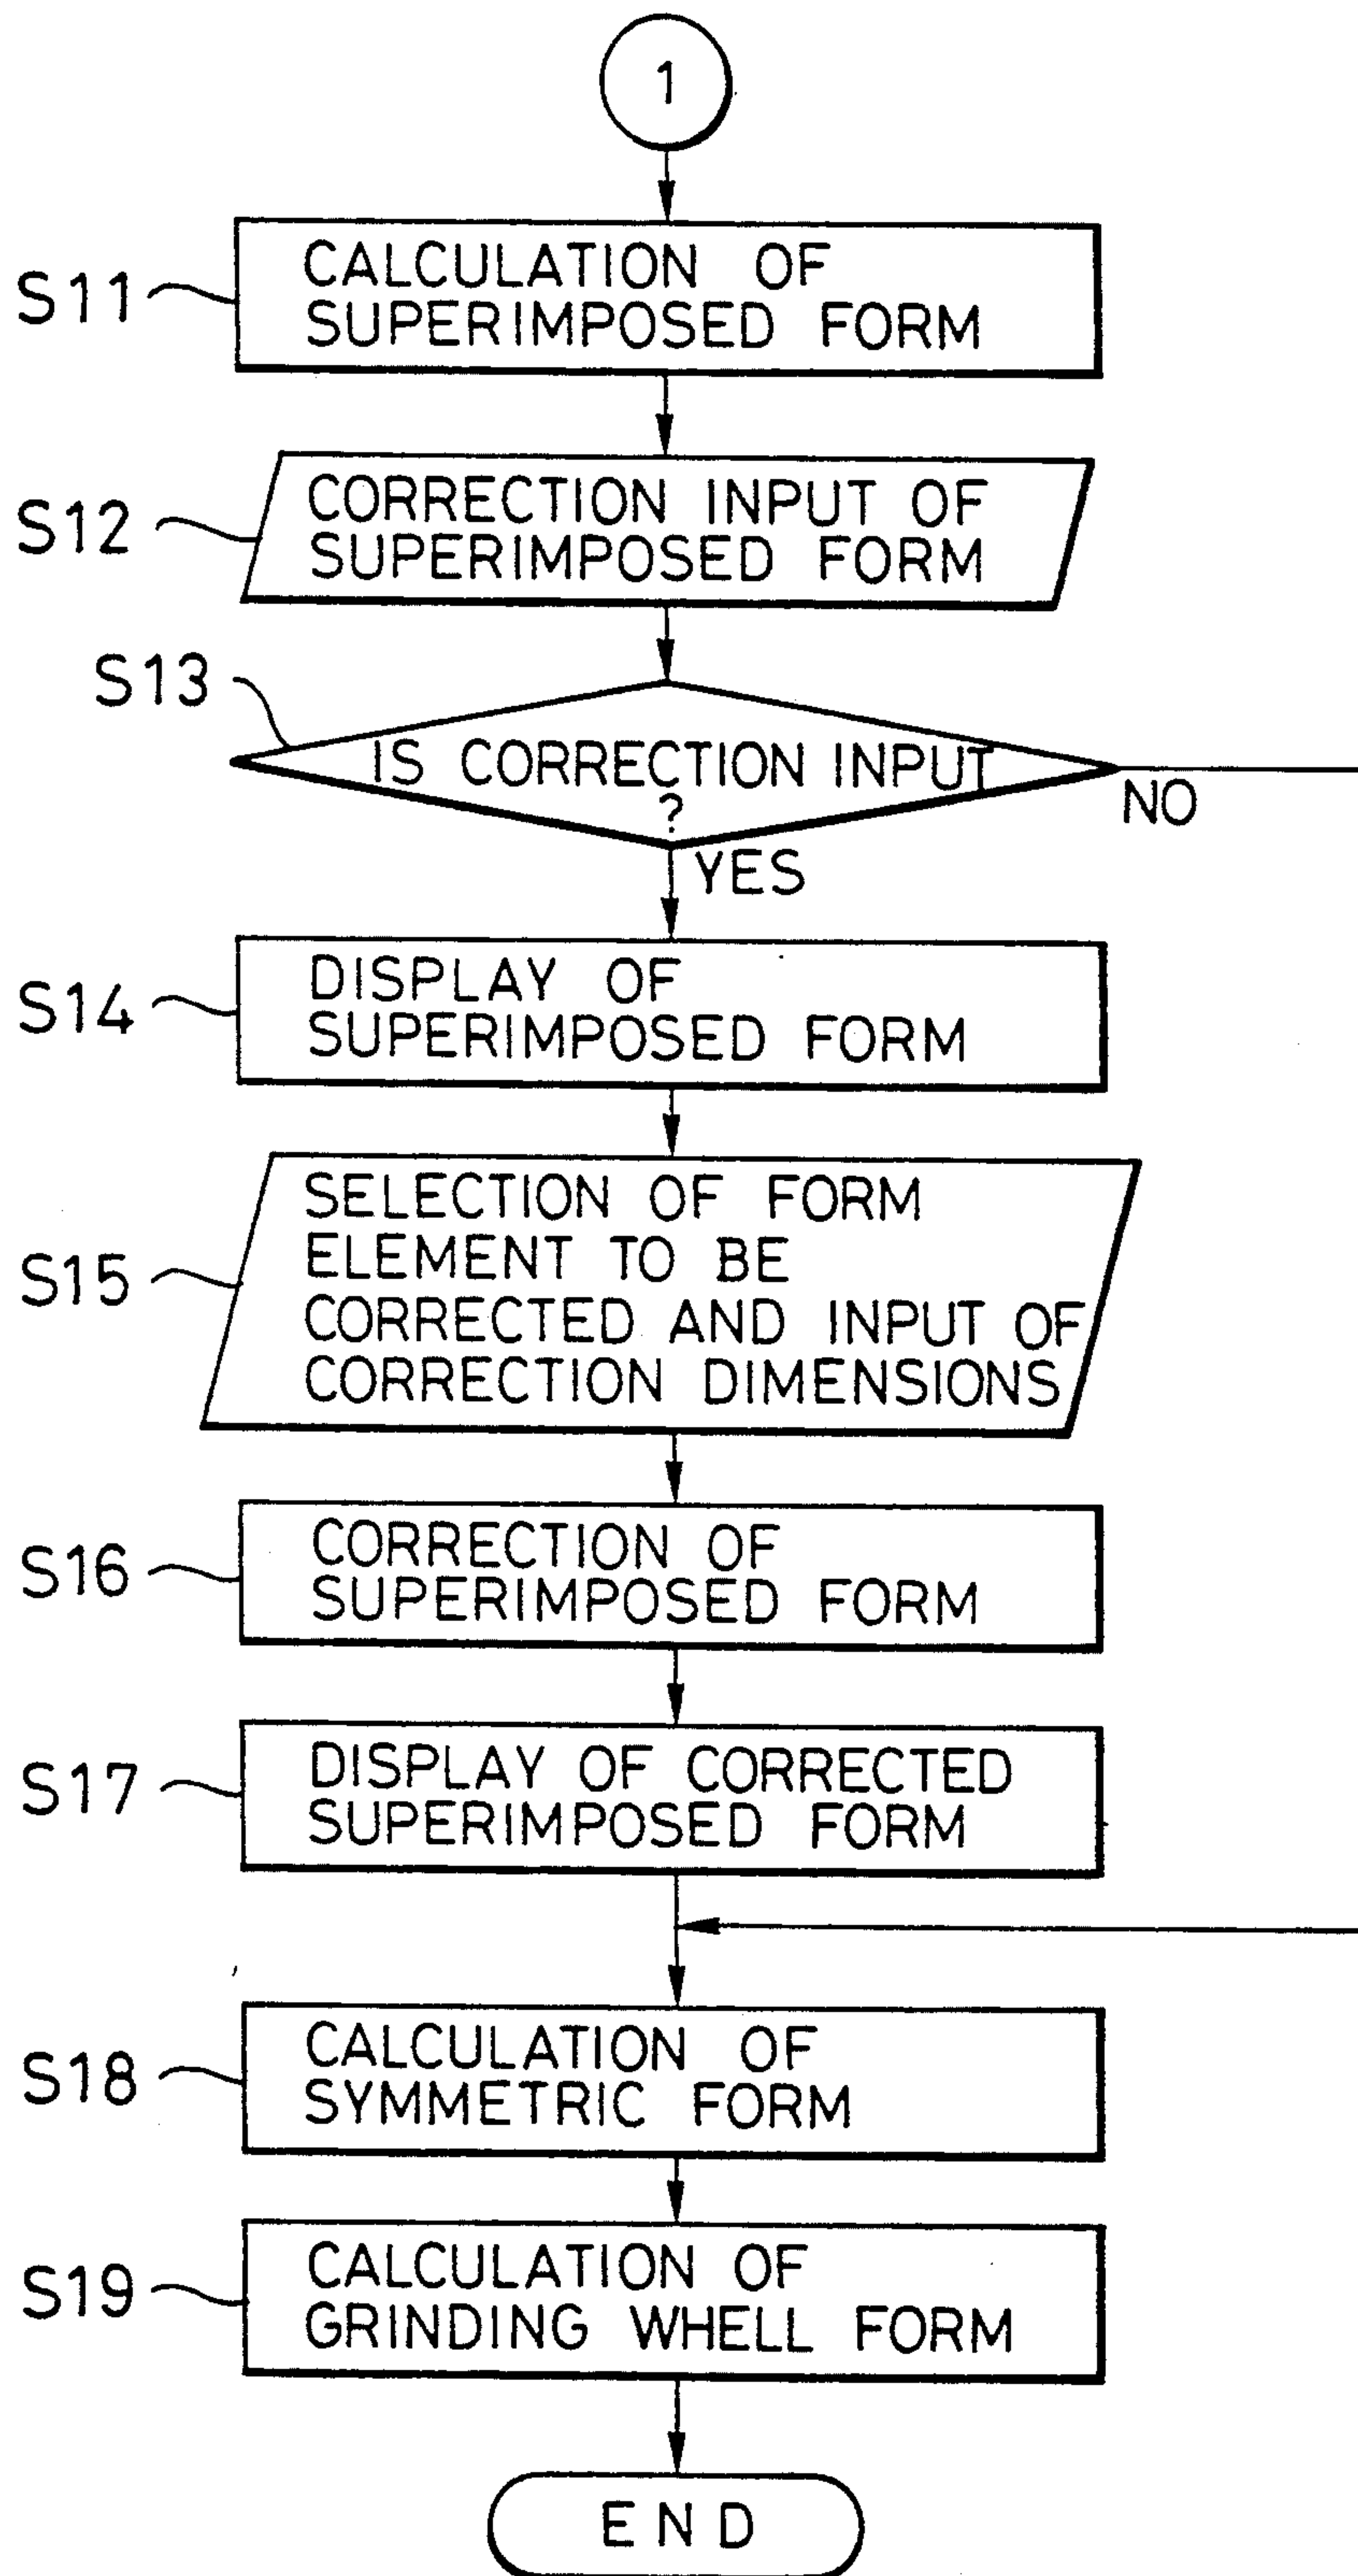 1
S11
CALCULATION OF
SUPERIMPOSED FORM
S12
CORRECTION INPUT OF
SUPERIMPOSED FORM
S13
IS CORRECTION INPUT
?
NO
YES
S14
DISPLAY OF
SUPERIMPOSED FORM
S15
SELECTION OF FORM
ELEMENT TO BE
CORRECTED AND INPUT OF
CORRECTION DIMENSIONS
S16
CORRECTION OF
SUPERIMPOSED FORM
S17
DISPLAY OF CORRECTED
SUPERIMPOSED FORM
S18
CALCULATION OF
SYMMETRIC FORM
S19
CALCULATION OF
GRINDING WHELL FORM
END